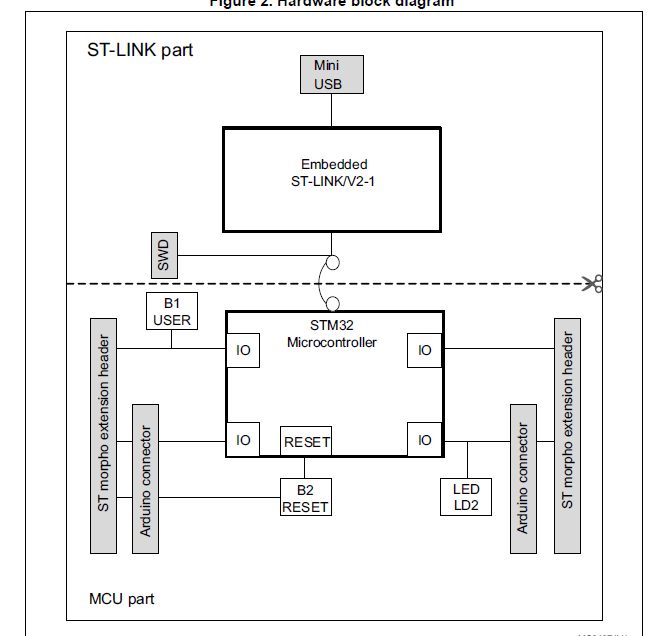 Figure 2. Hardware block diagram
ST-LINK part
Mini
USB
Embedded
ST-LINK/V2-1
SWD
B1
USER
STM32
Microcontroller
IO
IO
ST morpho extension header
ST morpho extension header
Arduino connector
Arduino connector
IO
RESET
IO
B2
RESET
LED
LD2
MCU part